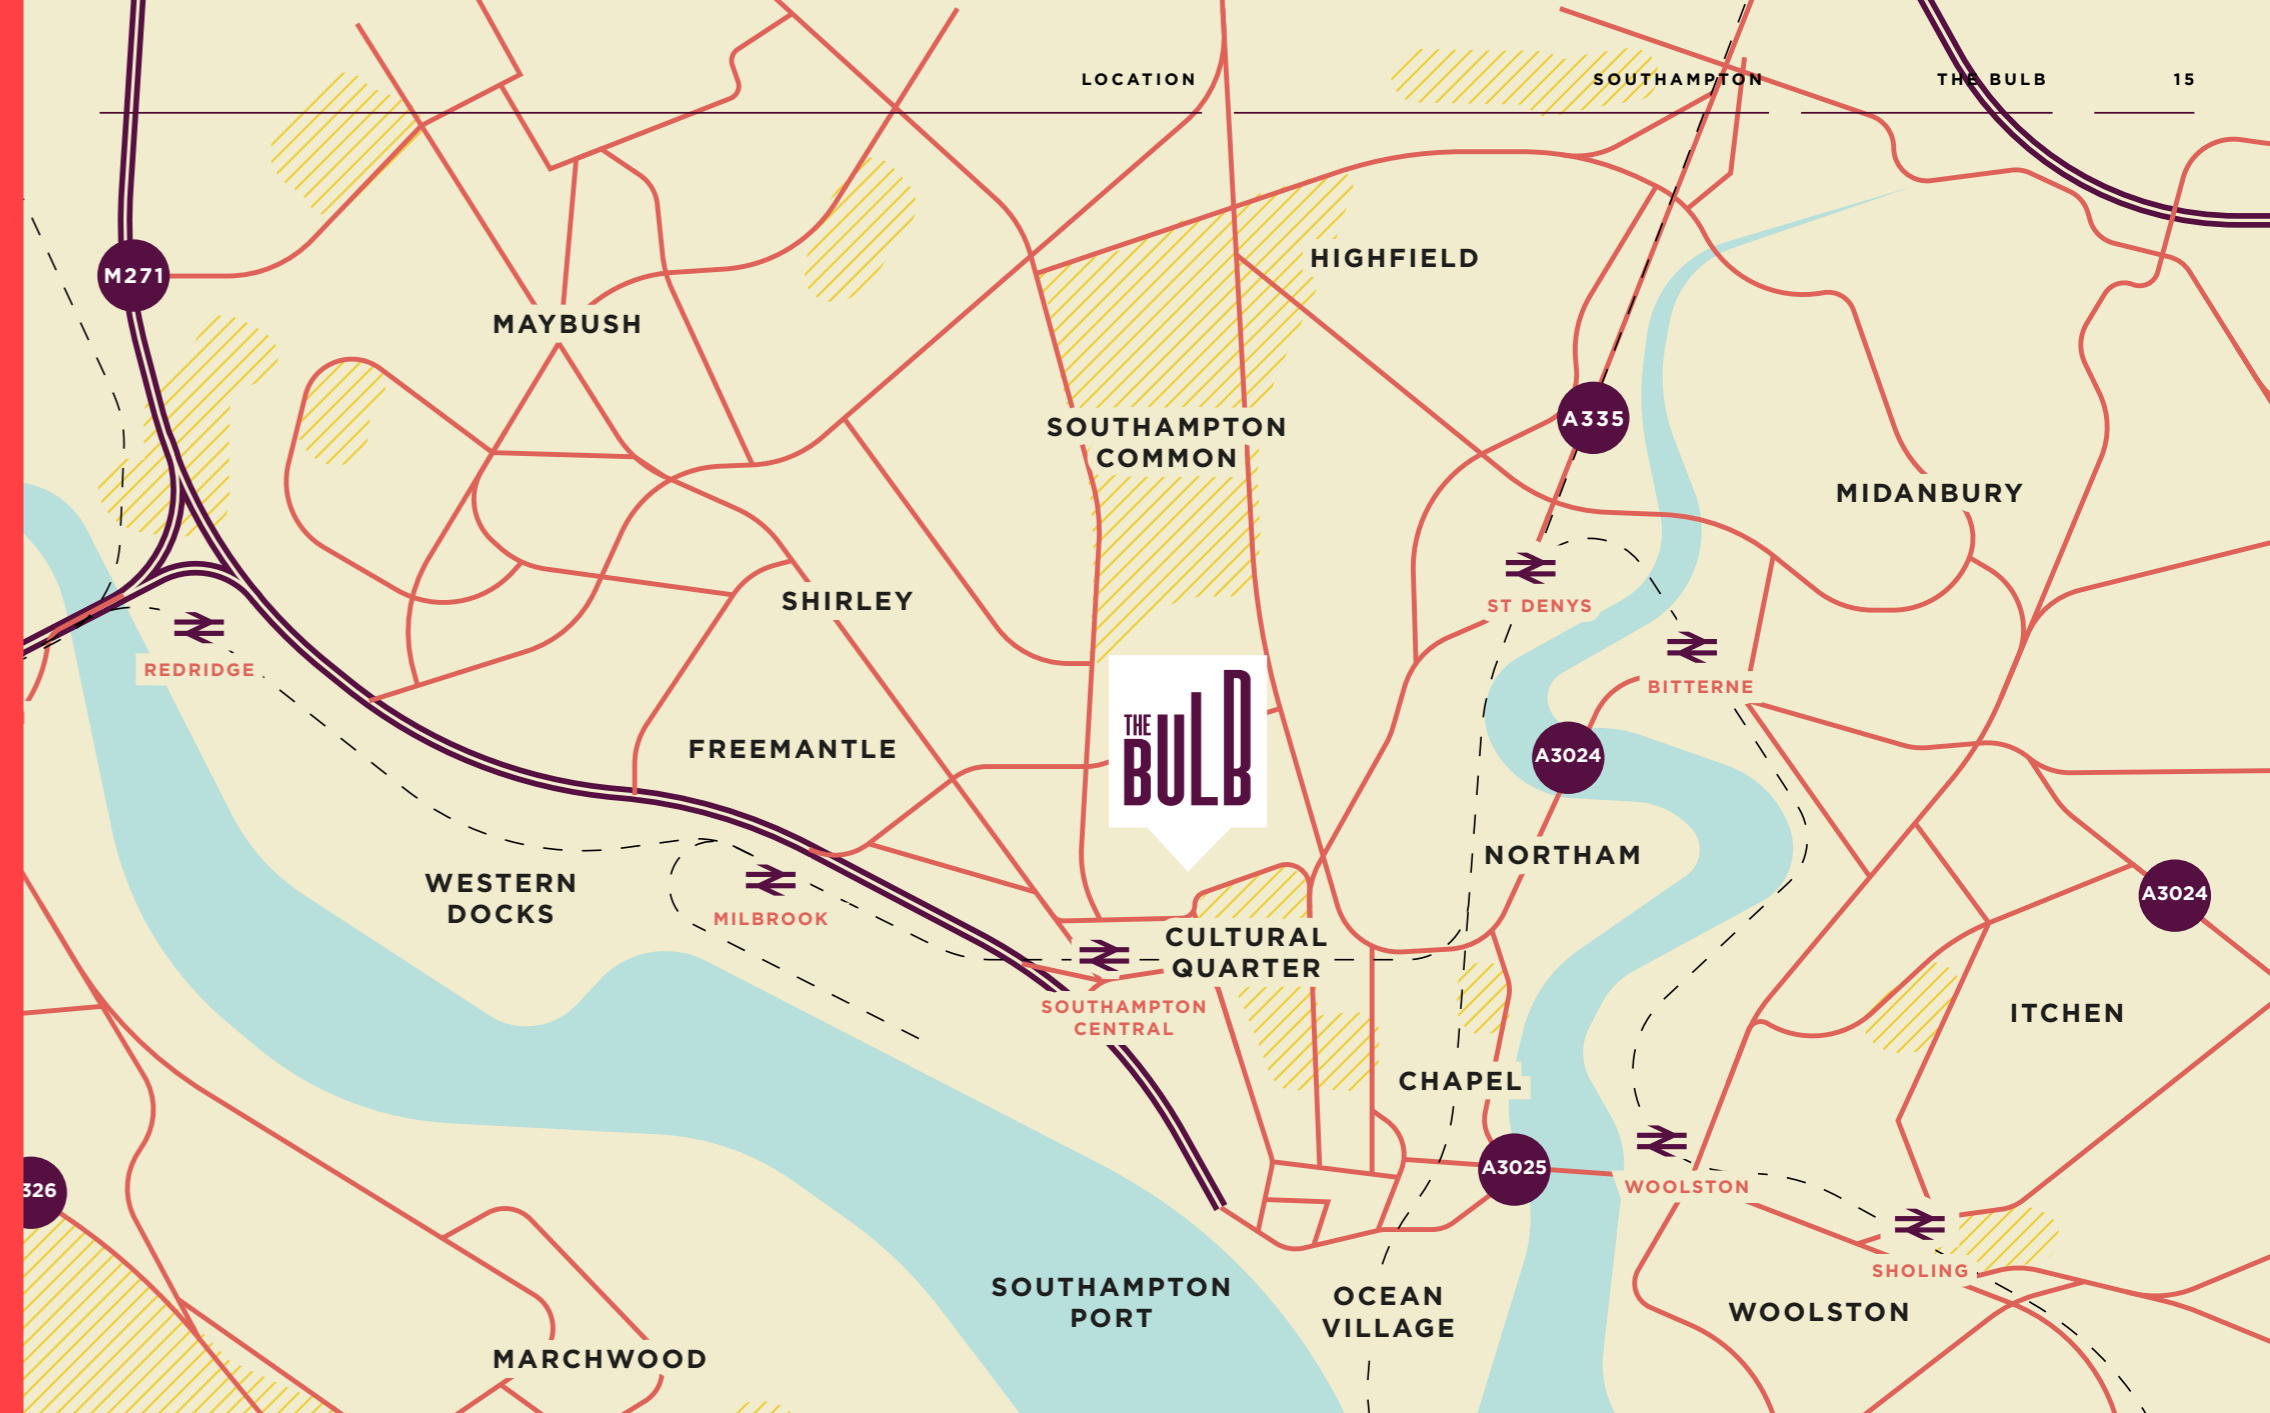 LOCATION
SOUTHAMPTON
THE BULB
15
HIGHFIELD
M271
MAYBUSH
SOUTHAMPTON
COMMON
A335
MIDANBURY
ST DENYS
SHIRLEY
REDRIDGE
BITTERNE
THE
BULB
FREEMANTLE
A3024
NORTHAM
WESTERN
DOCKS
MILBROOK
A3024
CULTURAL
QUARTER
SOUTHAMPTON
CENTRAL
ITCHEN
CHAPEL
A3025
326
WOOLSTON
SHOLING
SOUTHAMPTON
PORT
OCEAN
VILLAGE
WOOLSTON
MARCHWOOD